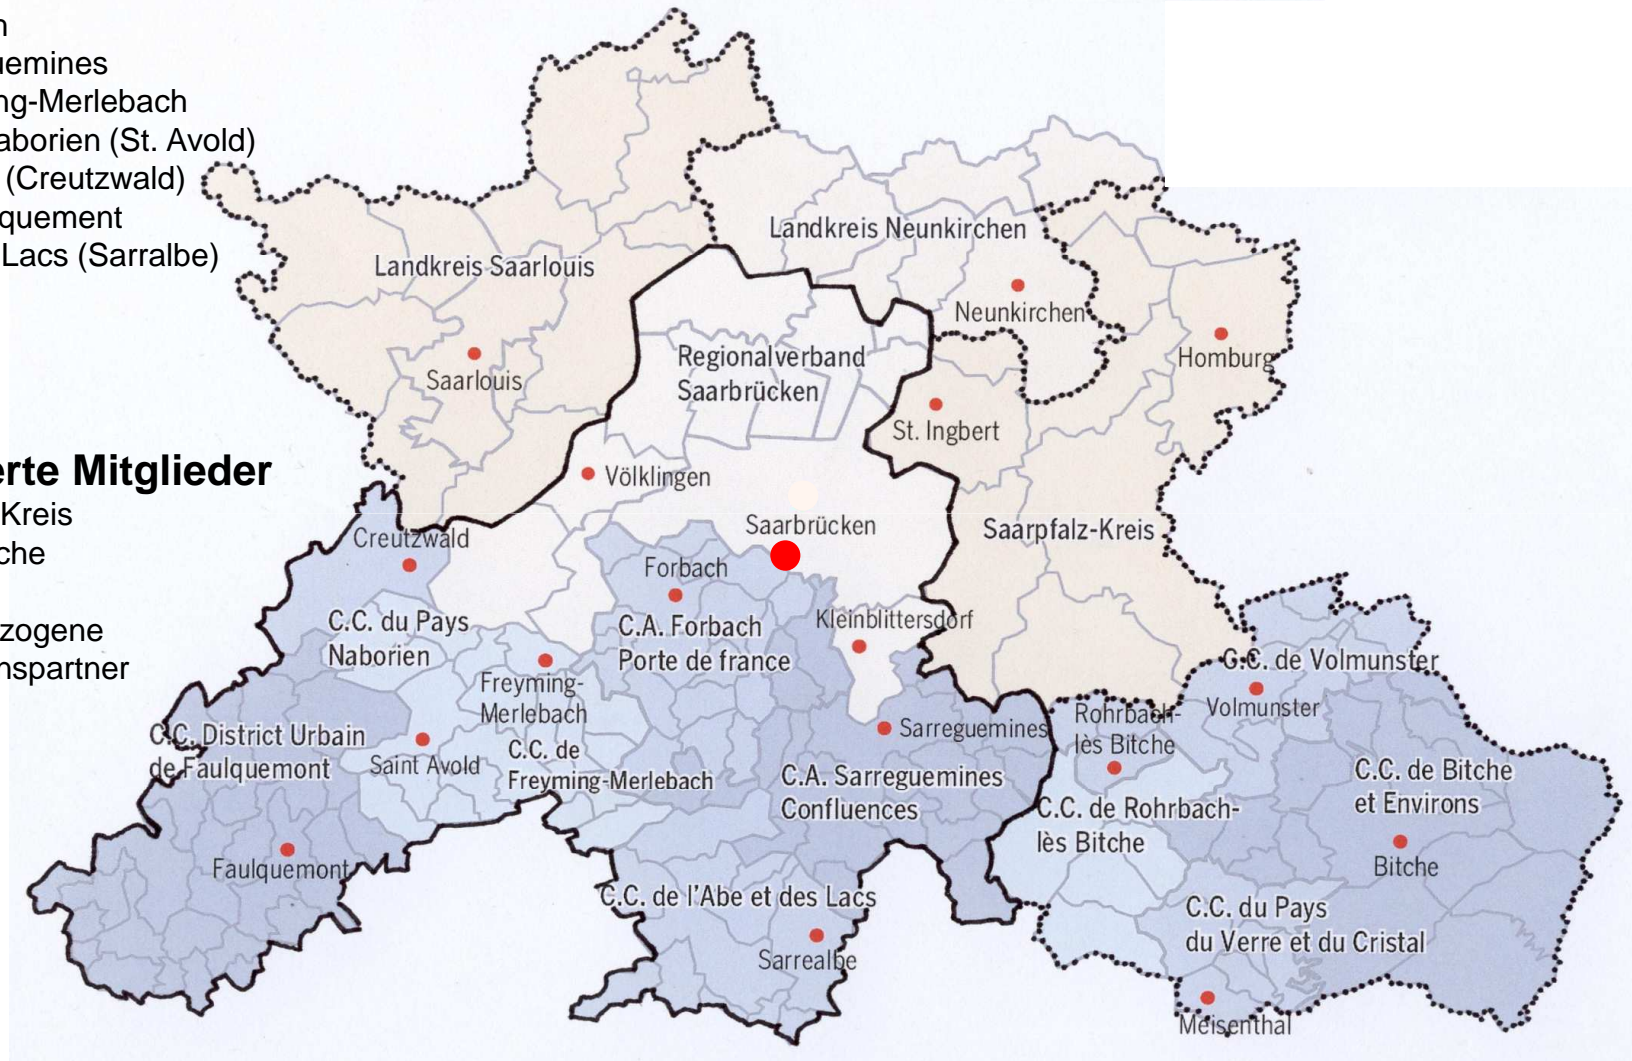 n
uemines
ng-Merlebach
aborien (St. Avold)
(Creutzwald)
quement
Lacs (Sarralbe)
erte Mitglieder
Kreis
che
zogene
nspartner
Landkreis Neunkirchen
Landkreis Saarlouis
Neunkirchen
Homburg
Regionalverband
Saarbrücken
Saarlouis
St. Ingbert
Völklingen
Saarbrücken
Saarpfalz-Kreis
Creutzwald
Forbach
C.C. du Pays
Naborien
C.A. Forbach
Porte de france
Kleinblittersdorf
C.C. de Volmunster
Volmunster
Freyming-
Merlebach
Rohrbach-
lès Bitche
Sarreguemines
C.C. District Urbain
de Faulquemont
Saint Avold
C.C. de
Freyming-Merlebach
C.A. Sarreguemines
Confluences
C.C. de Bitche
et Environs
C.C. de Rohrbach-
lès Bitche
Bitche
Faulquemont
C.C. de l'Abe et des Lacs
Sarrealbe
C.C. du Pays
du Verre et du Cristal
Meisenthal